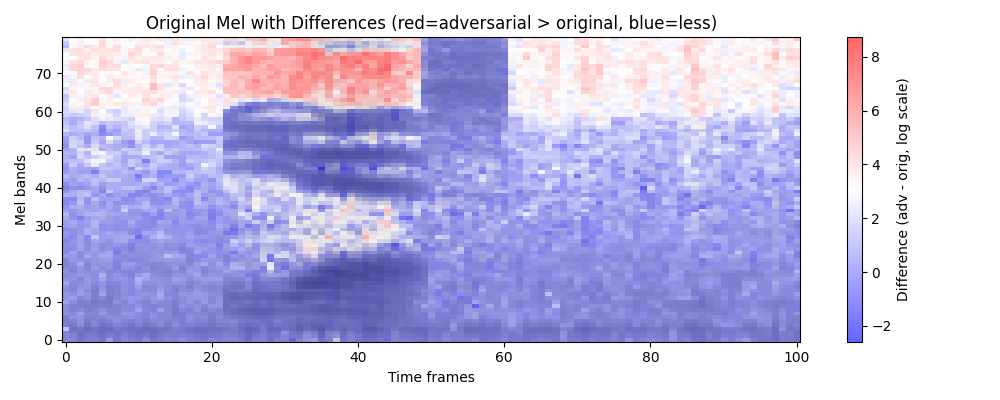 Original Mel with Differences (red=adversarial > original, blue=less)
Mel bands
70
60
50
40
30
20
10
0
0 20 40 60 80 100
Time frames
8
6
4
2
0
−2
Difference (adv - orig, log scale)